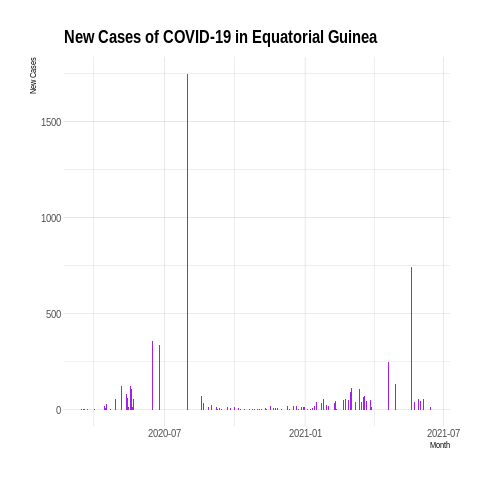 New Cases of COVID-19 in Equatorial Guinea
New Cases
1500
1000
500
0
2020-07
2021-01
2021-07
Month